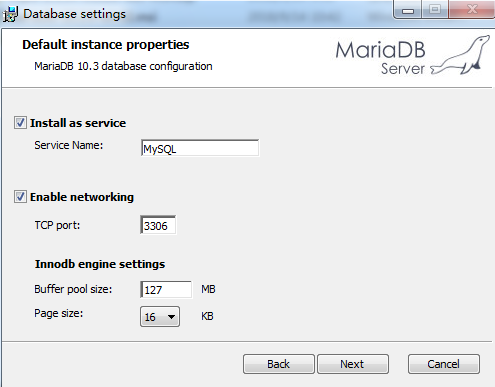 Database settings
Default instance properties
MariaDB 10.3 database configuration
MariaDB
Server
Install as service
Service Name: MySQL
Enable networking
TCP port: 3306
Innodb engine settings
Buffer pool size: 127 MB
Page size: 16 KB
Back Next Cancel